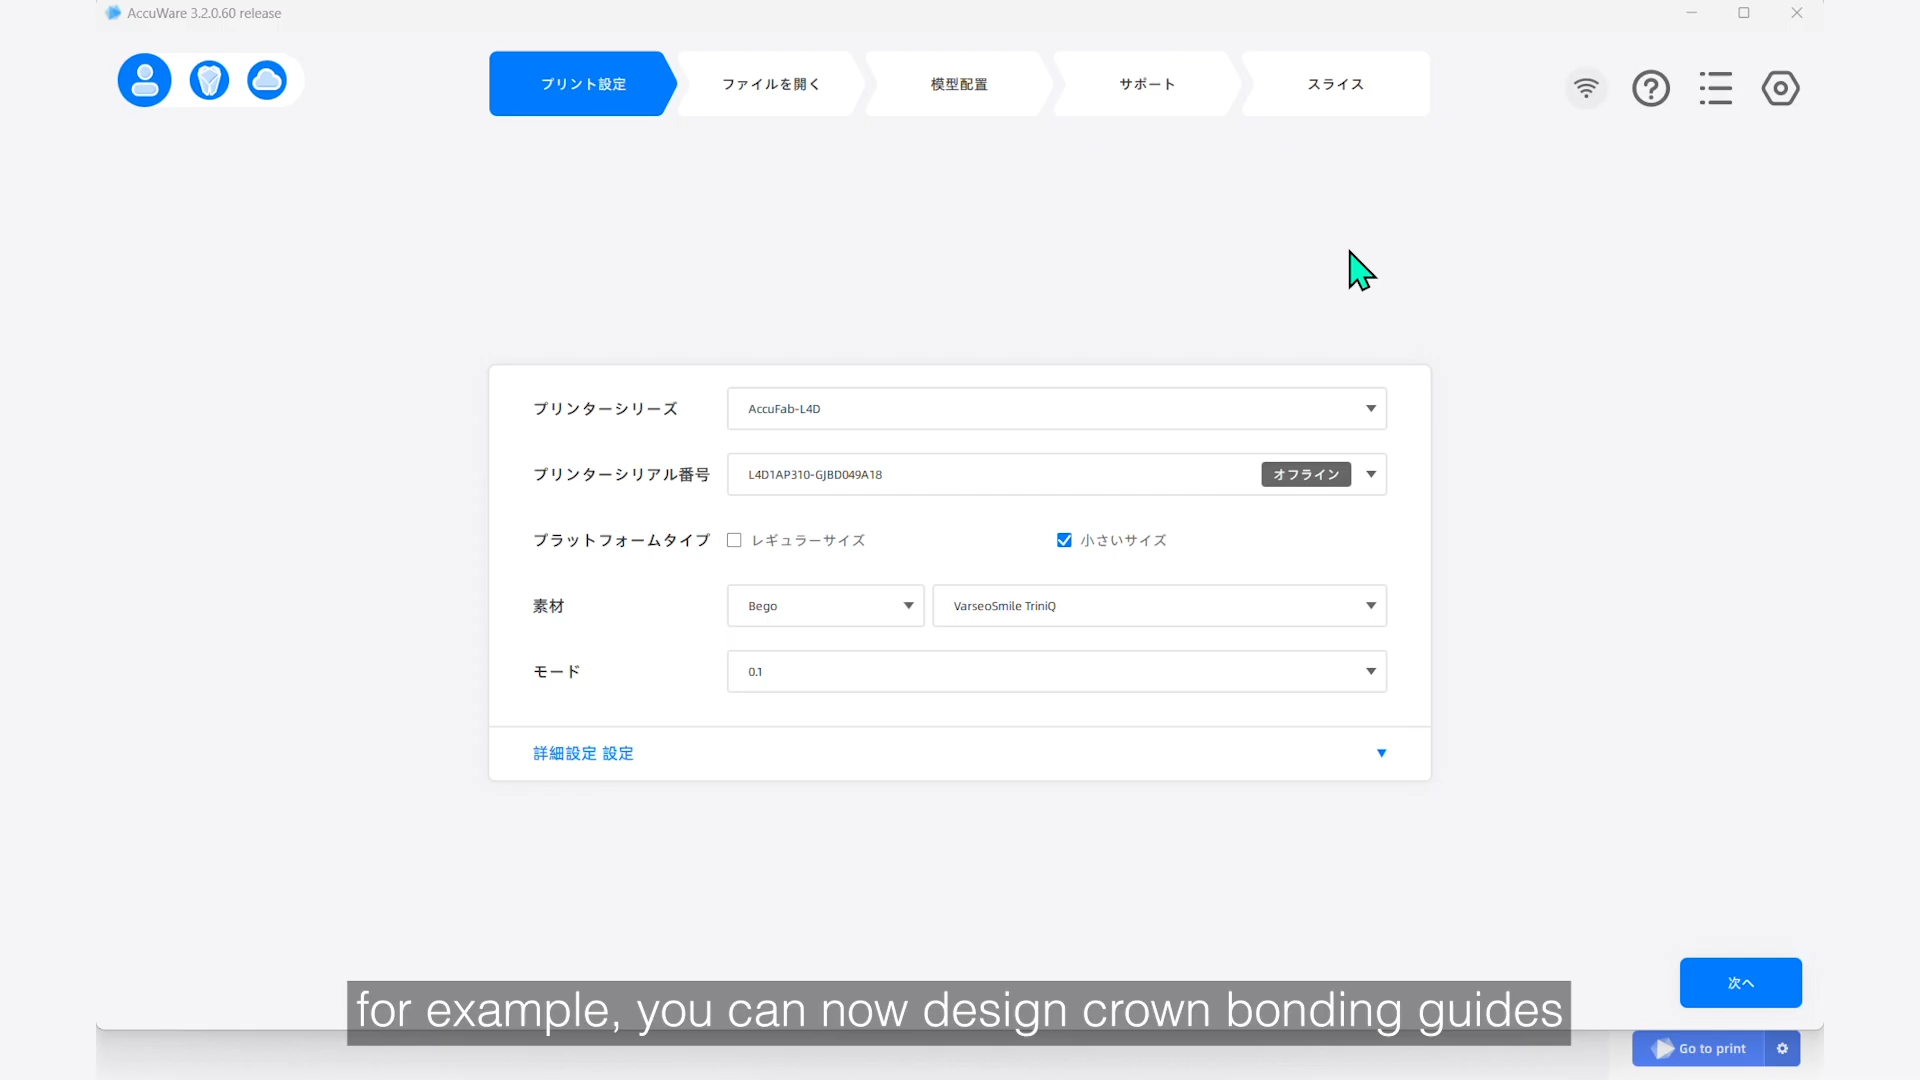 AccuWare 3.2.0.60 release
プリント設定
ファイルを開く
模型配置
サポート
スライス
プリンターシリーズ
AccuFab-L4D
プリンターシリアル番号
L4D1AP310-GJBD049A18
オフライン
プラットフォームタイプ
レギュラーサイズ
小さいサイズ
素材
Bego
VarseoSmile TriniQ
モード
0.1
詳細設定 設定
次へ
for example, you can now design crown bonding guides
Go to print